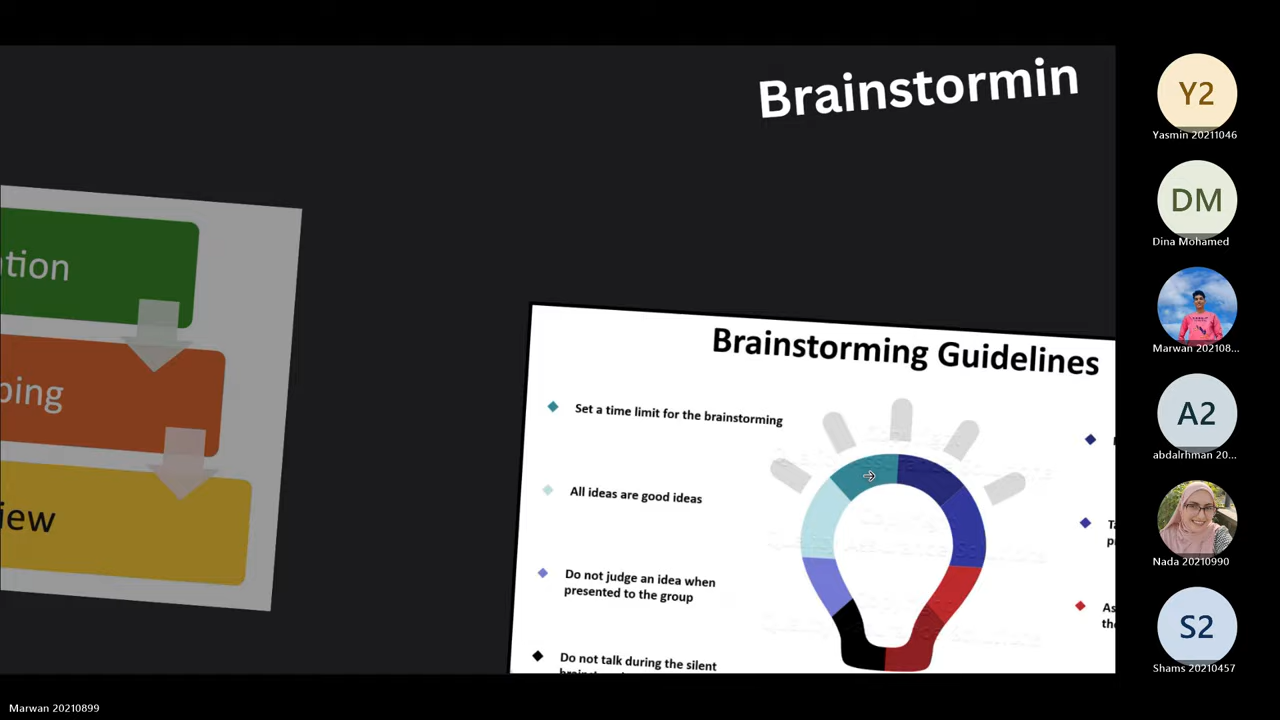 Brainstormin
tion
ping
iew
Brainstorming Guidelines
Set a time limit for the brainstorming
All ideas are good ideas
Do not judge an idea when
presented to the group
Do not talk during the silent
As
Y2
Yasmin 20211046
DM
Dina Mohamed
Marwan 202108...
A2
abdalrhman 20...
Nada 20210990
S2
Shams 20210457
Marwan 20210899